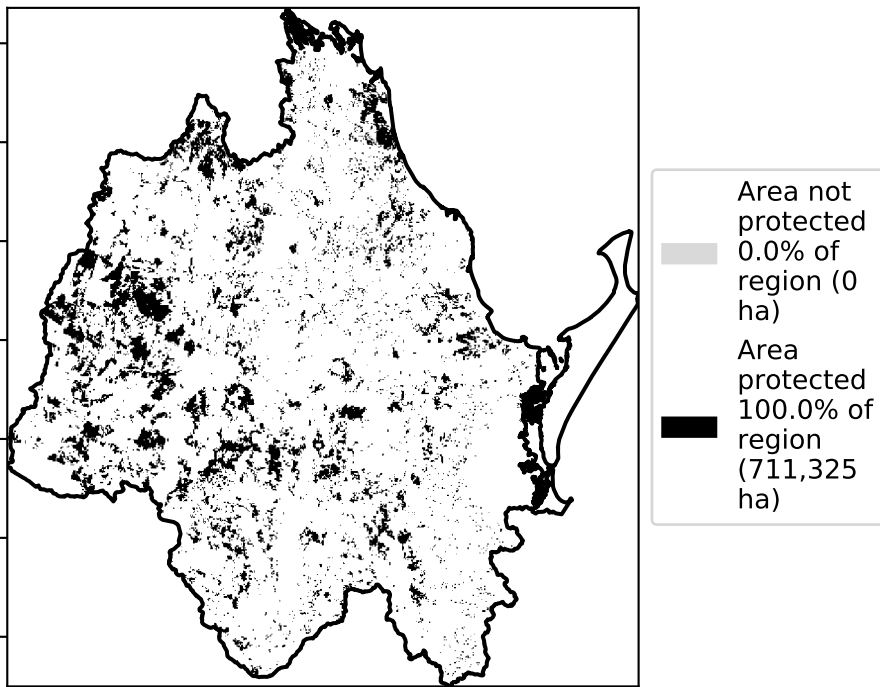 Area not
protected
0.0% of
region (0
ha)
Area
protected
100.0% of
region
(711,325
ha)